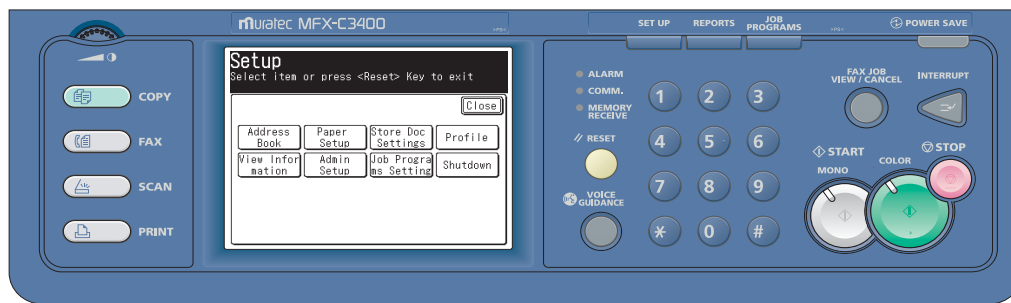 muratec MFX-C3400
SET UP
REPORTS
JOB
PROGRAMS
POWER SAVE
COPY
FAX
SCAN
PRINT
Setup
Select item or press <Reset> Key to exit
Close
Address
Book
Paper
Setup
Store Doc
Settings
Profile
View Infor
mation
Admin
Setup
Job Progra
ms Setting
Shutdown
ALARM
COMM.
MEMORY
RECEIVE
RESET
VOICE
GUIDANCE
1 2 3
4 5 6
7 8 9
* 0 #
FAX JOB
VIEW / CANCEL
INTERRUPT
START
MONO
COLOR
STOP